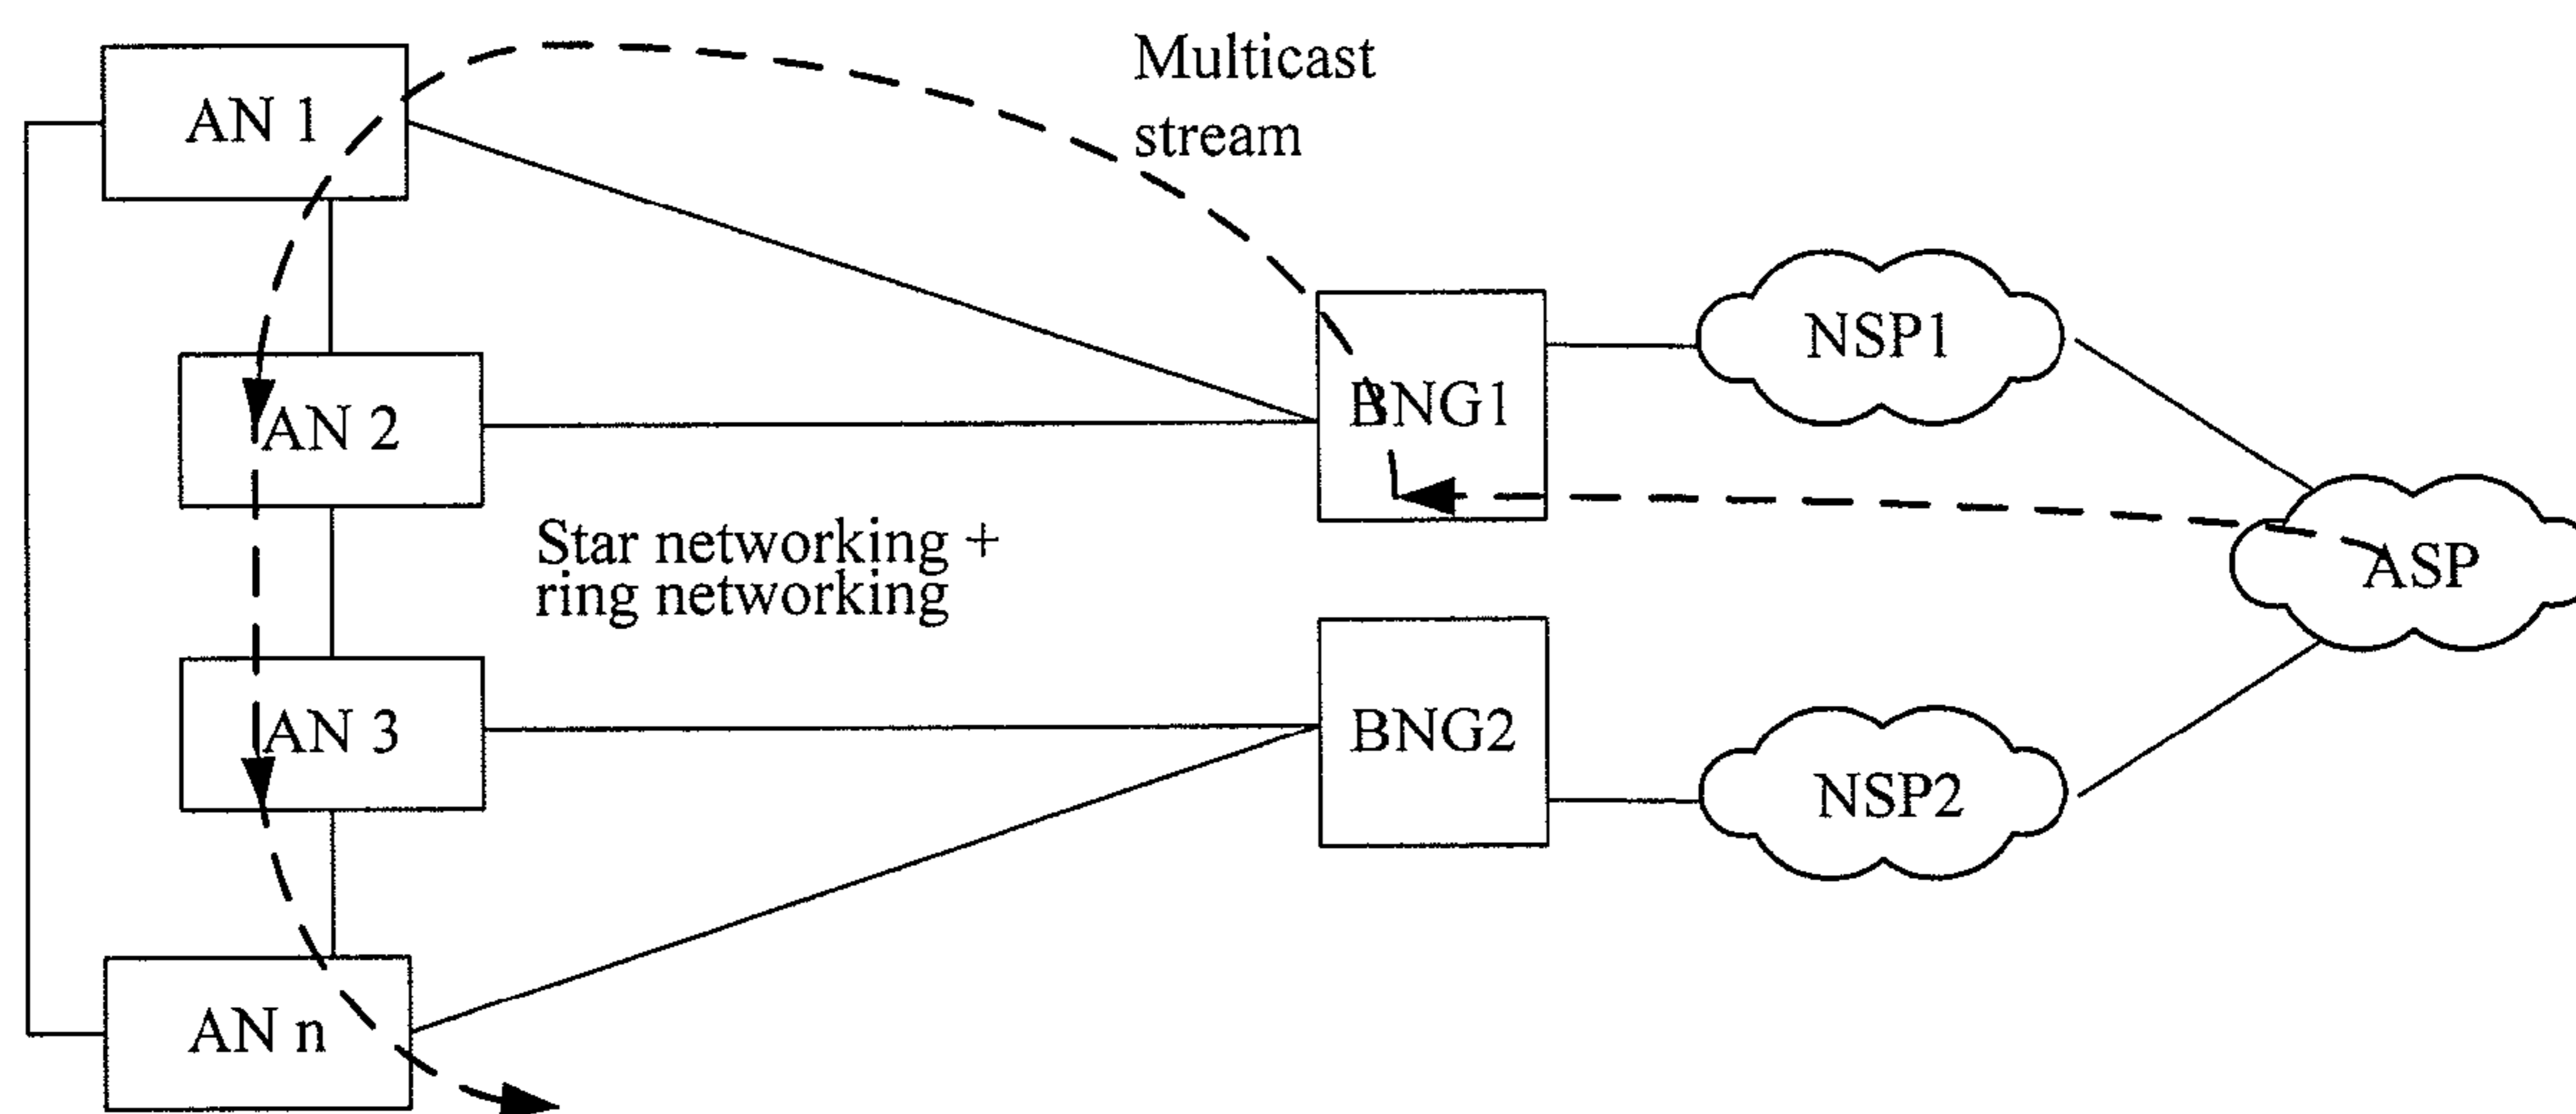 Multicast
stream
AN 1
NSP1
BNG1
AN 2
Star networking +
ring networking
ASP
AN 3
BNG2
NSP2
AN n